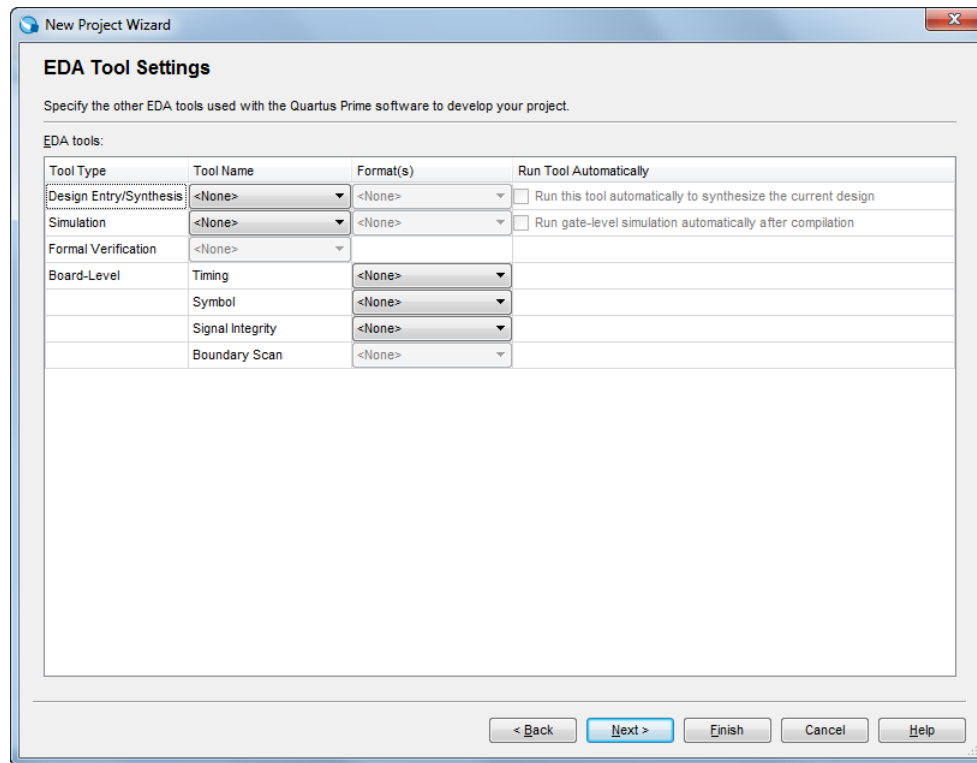 New Project Wizard
EDA Tool Settings
Specify the other EDA tools used with the Quartus Prime software to develop your project.
EDA tools:
Tool Type Tool Name Format(s) Run Tool Automatically
Design Entry/Synthesis <None> <None> Run this tool automatically to synthesize the current design
Simulation <None> <None> Run gate-level simulation automatically after compilation
Formal Verification <None>
Board-Level Timing <None>
Symbol <None>
Signal Integrity <None>
Boundary Scan <None>
< Back Next > Finish Cancel Help